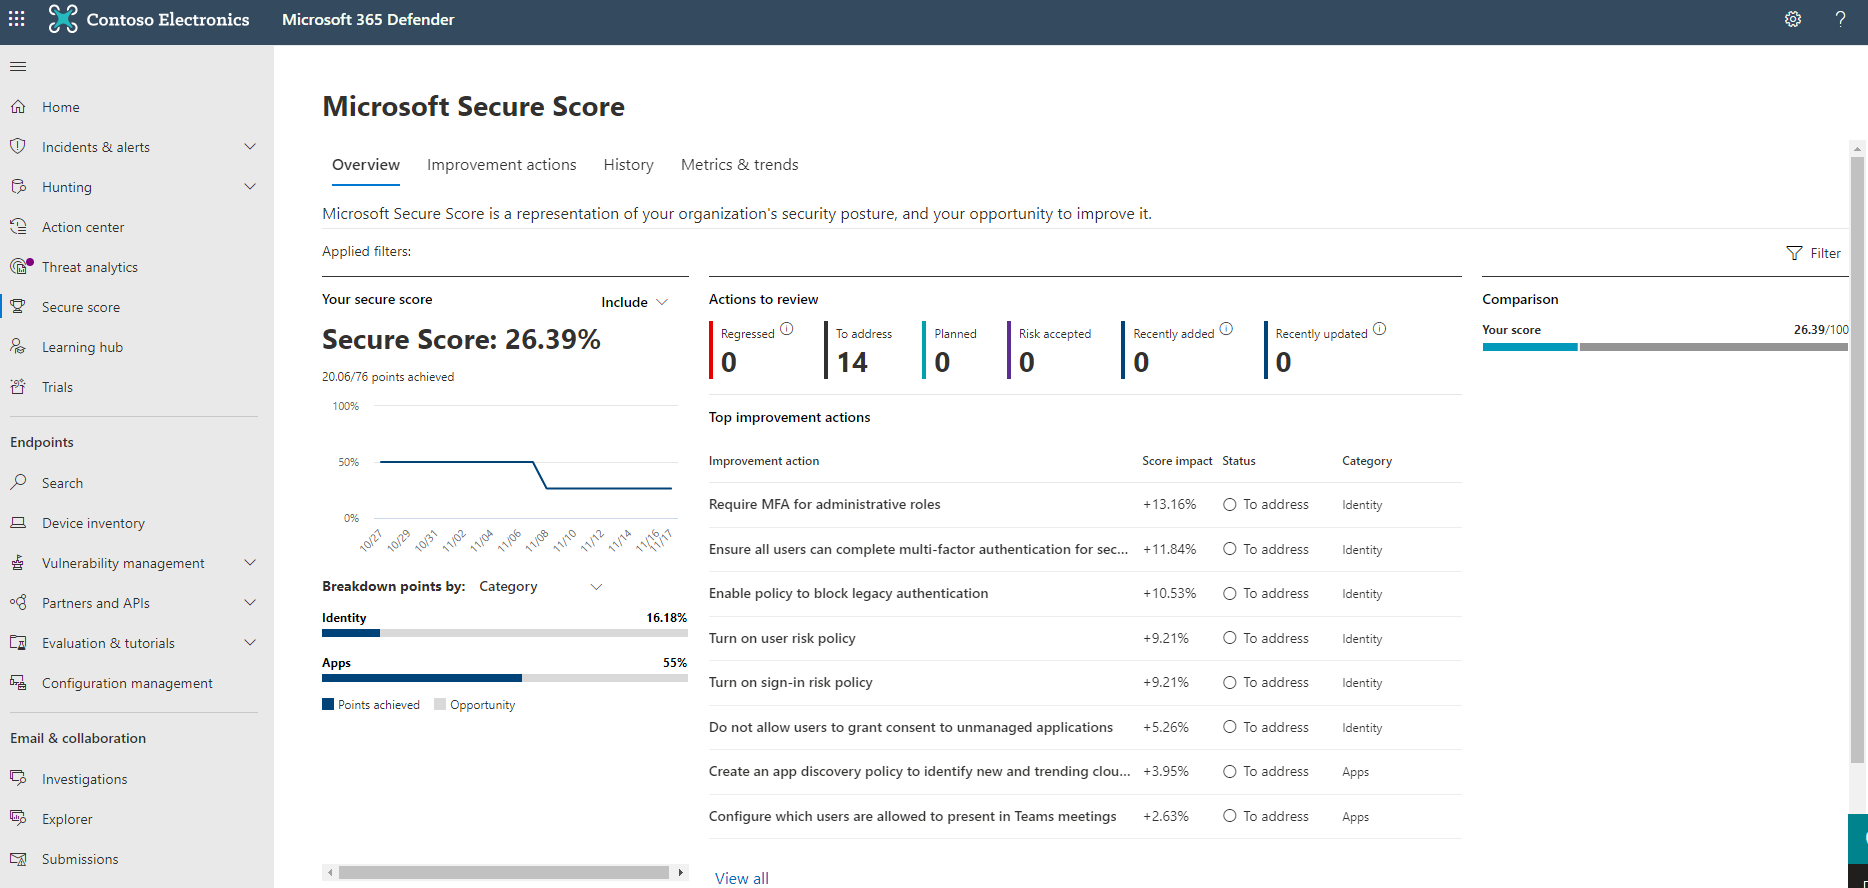 Contoso Electronics
Microsoft 365 Defender
?
Home
Incidents & alerts
Hunting
Action center
Threat analytics
Secure score
Learning hub
Trials
Endpoints
Search
Device inventory
Vulnerability management
Partners and APIs
Evaluation & tutorials
Configuration management
Email & collaboration
Investigations
Explorer
Submissions
Microsoft Secure Score
Overview Improvement actions History Metrics & trends
Microsoft Secure Score is a representation of your organization's security posture, and your opportunity to improve it.
Applied filters:
Filter
Your secure score
Include
Secure Score: 26.39%
20.06/76 points achieved
100%
50%
0%
10/27 10/29 10/31 11/02 11/04 11/06 11/08 11/10 11/12 11/14 11/16 11/17
Breakdown points by: Category
Identity 16.18%
Apps 55%
Points achieved Opportunity
Actions to review
Regressed To address Planned Risk accepted Recently added Recently updated
0 14 0 0 0 0
Top improvement actions
Improvement action Score impact Status Category
Require MFA for administrative roles +13.16% To address Identity
Ensure all users can complete multi-factor authentication for sec... +11.84% To address Identity
Enable policy to block legacy authentication +10.53% To address Identity
Turn on user risk policy +9.21% To address Identity
Turn on sign-in risk policy +9.21% To address Identity
Do not allow users to grant consent to unmanaged applications +5.26% To address Identity
Create an app discovery policy to identify new and trending clou... +3.95% To address Apps
Configure which users are allowed to present in Teams meetings +2.63% To address Apps
View all
Comparison
Your score 26.39/100